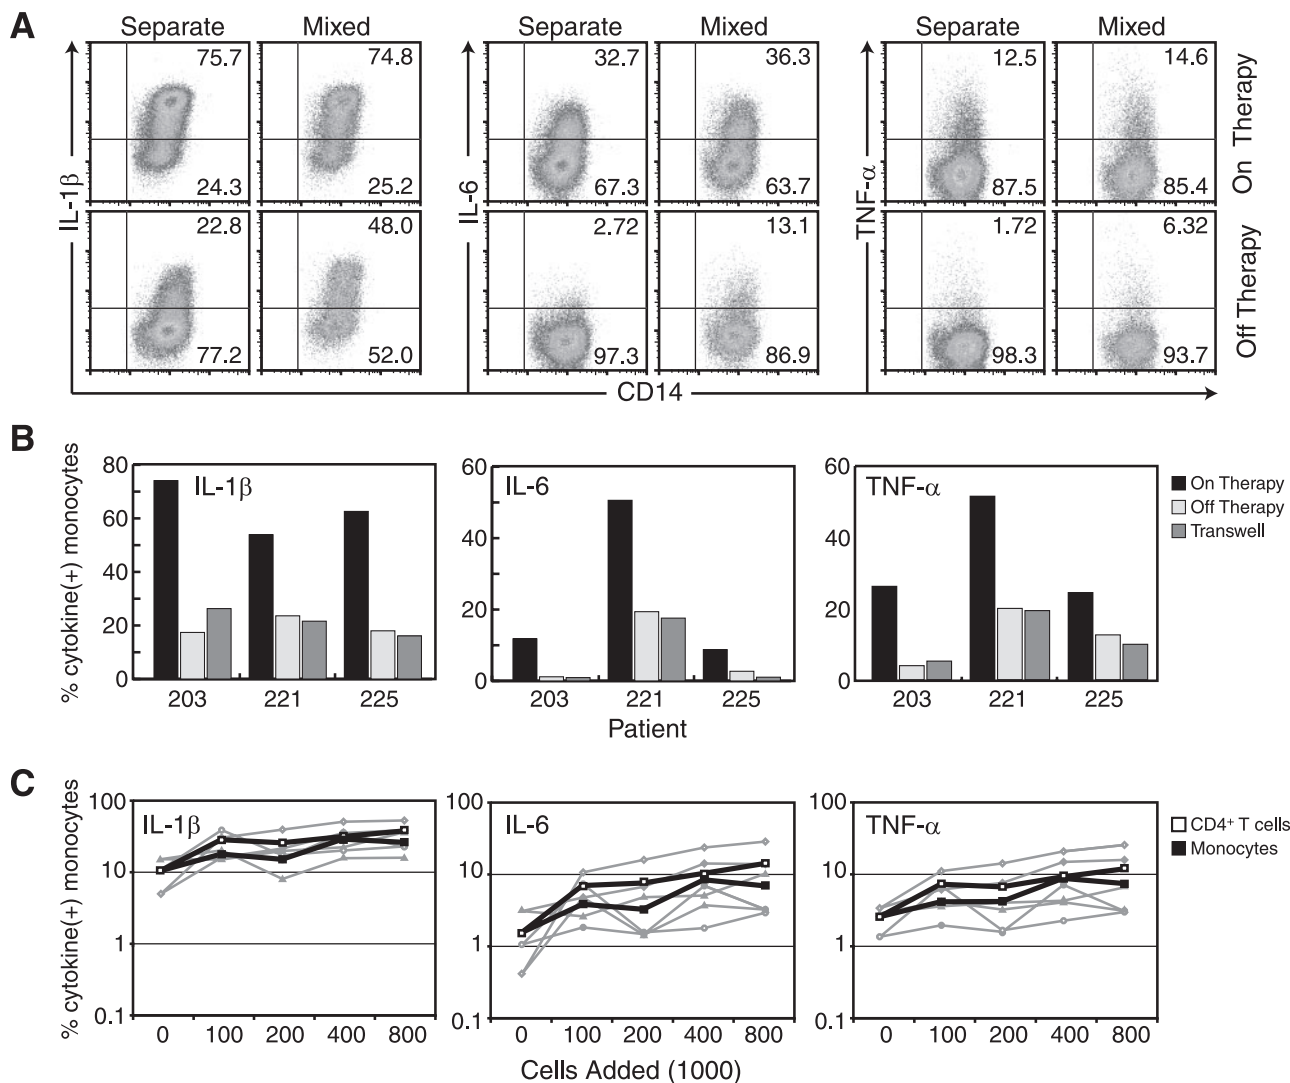 A
Separate Mixed Separate Mixed Separate Mixed
75.7 74.8 32.7 36.3 12.5 14.6
24.3 25.2 67.3 63.7 87.5 85.4
On Therapy
22.8 48.0 2.72 13.1 1.72 6.32
77.2 52.0 97.3 86.9 98.3 93.7
Off Therapy
IL-1β
IL-6
TNF-α
CD14
B
% cytokine(+) monocytes
80
60
40
20
0
IL-1β
203 221 225
60
40
20
0
IL-6
203 221 225
60
40
20
0
TNF-α
203 221 225
Patient
On Therapy
Off Therapy
Transwell
C
% cytokine(+) monocytes
100
10
1
0.1
IL-1β
0 100 200 400 800
100
10
1
0.1
IL-6
0 100 200 400 800
100
10
1
0.1
TNF-α
0 100 200 400 800
Cells Added (1000)
CD4⁺ T cells
Monocytes